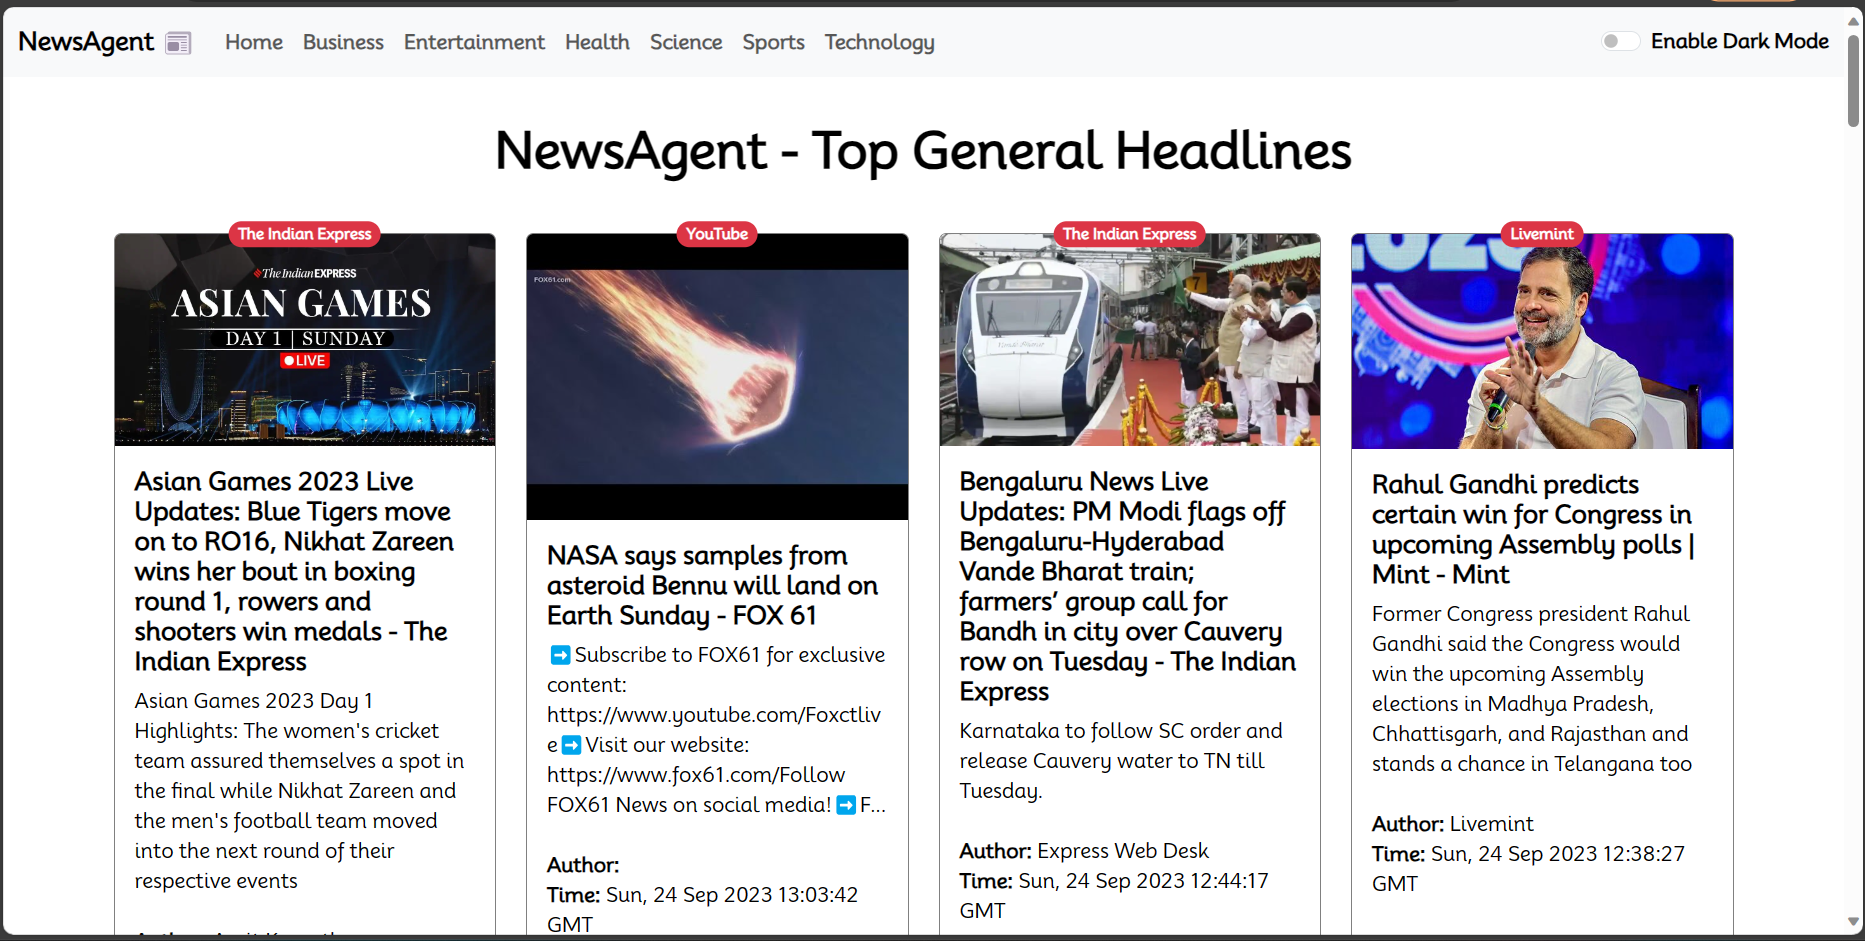 NewsAgent
Home
Business
Entertainment
Health
Science
Sports
Technology
Enable Dark Mode
NewsAgent - Top General Headlines
The Indian Express
The Indian EXPRESS
ASIAN GAMES
DAY 1 | SUNDAY
LIVE
Asian Games 2023 Live
Updates: Blue Tigers move
on to RO16, Nikhat Zareen
wins her bout in boxing
round 1, rowers and
shooters win medals - The
Indian Express
Asian Games 2023 Day 1
Highlights: The women's cricket
team assured themselves a spot in
the final while Nikhat Zareen and
the men's football team moved
into the next round of their
respective events
YouTube
FOX61.com
NASA says samples from
asteroid Bennu will land on
Earth Sunday - FOX 61
➡️Subscribe to FOX61 for exclusive
content:
https://www.youtube.com/Foxctliv
e➡️Visit our website:
https://www.fox61.com/Follow
FOX61 News on social media!➡️F...
Author:
Time: Sun, 24 Sep 2023 13:03:42
GMT
The Indian Express
7
Vande Bharat
Bengaluru News Live
Updates: PM Modi flags off
Bengaluru-Hyderabad
Vande Bharat train;
farmers’ group call for
Bandh in city over Cauvery
row on Tuesday - The Indian
Express
Karnataka to follow SC order and
release Cauvery water to TN till
Tuesday.
Author: Express Web Desk
Time: Sun, 24 Sep 2023 12:44:17
GMT
Livemint
Rahul Gandhi predicts
certain win for Congress in
upcoming Assembly polls |
Mint - Mint
Former Congress president Rahul
Gandhi said the Congress would
win the upcoming Assembly
elections in Madhya Pradesh,
Chhattisgarh, and Rajasthan and
stands a chance in Telangana too
Author: Livemint
Time: Sun, 24 Sep 2023 12:38:27
GMT